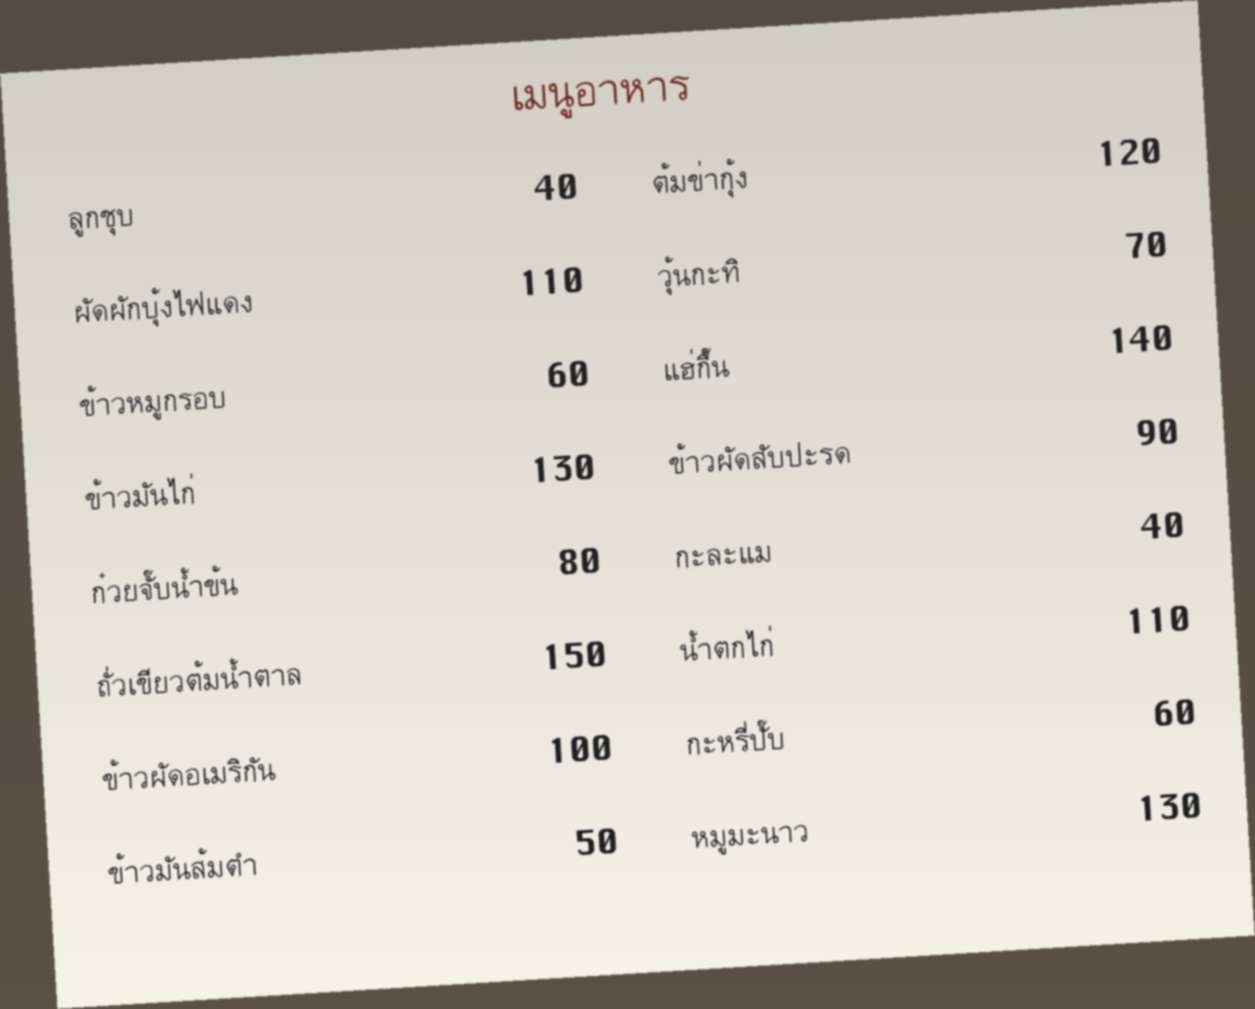 เมนูอาหาร
ลูกชุบ 40
ผัดผักบุ้งไฟแดง 110
ข้าวหมูกรอบ 60
ข้าวมันไก่ 130
ก๋วยจั๊บน้ำข้น 80
ถั่วเขียวต้มน้ำตาล 150
ข้าวผัดอเมริกัน 100
ข้าวมันส้มตำ 50
ต้มข่ากุ้ง 120
วุ้นกะทิ 70
แฮ่กึ๊น 140
ข้าวผัดสับปะรด 90
กะละแม 40
น้ำตกไก่ 110
กะหรี่ปั๊บ 60
หมูมะนาว 130